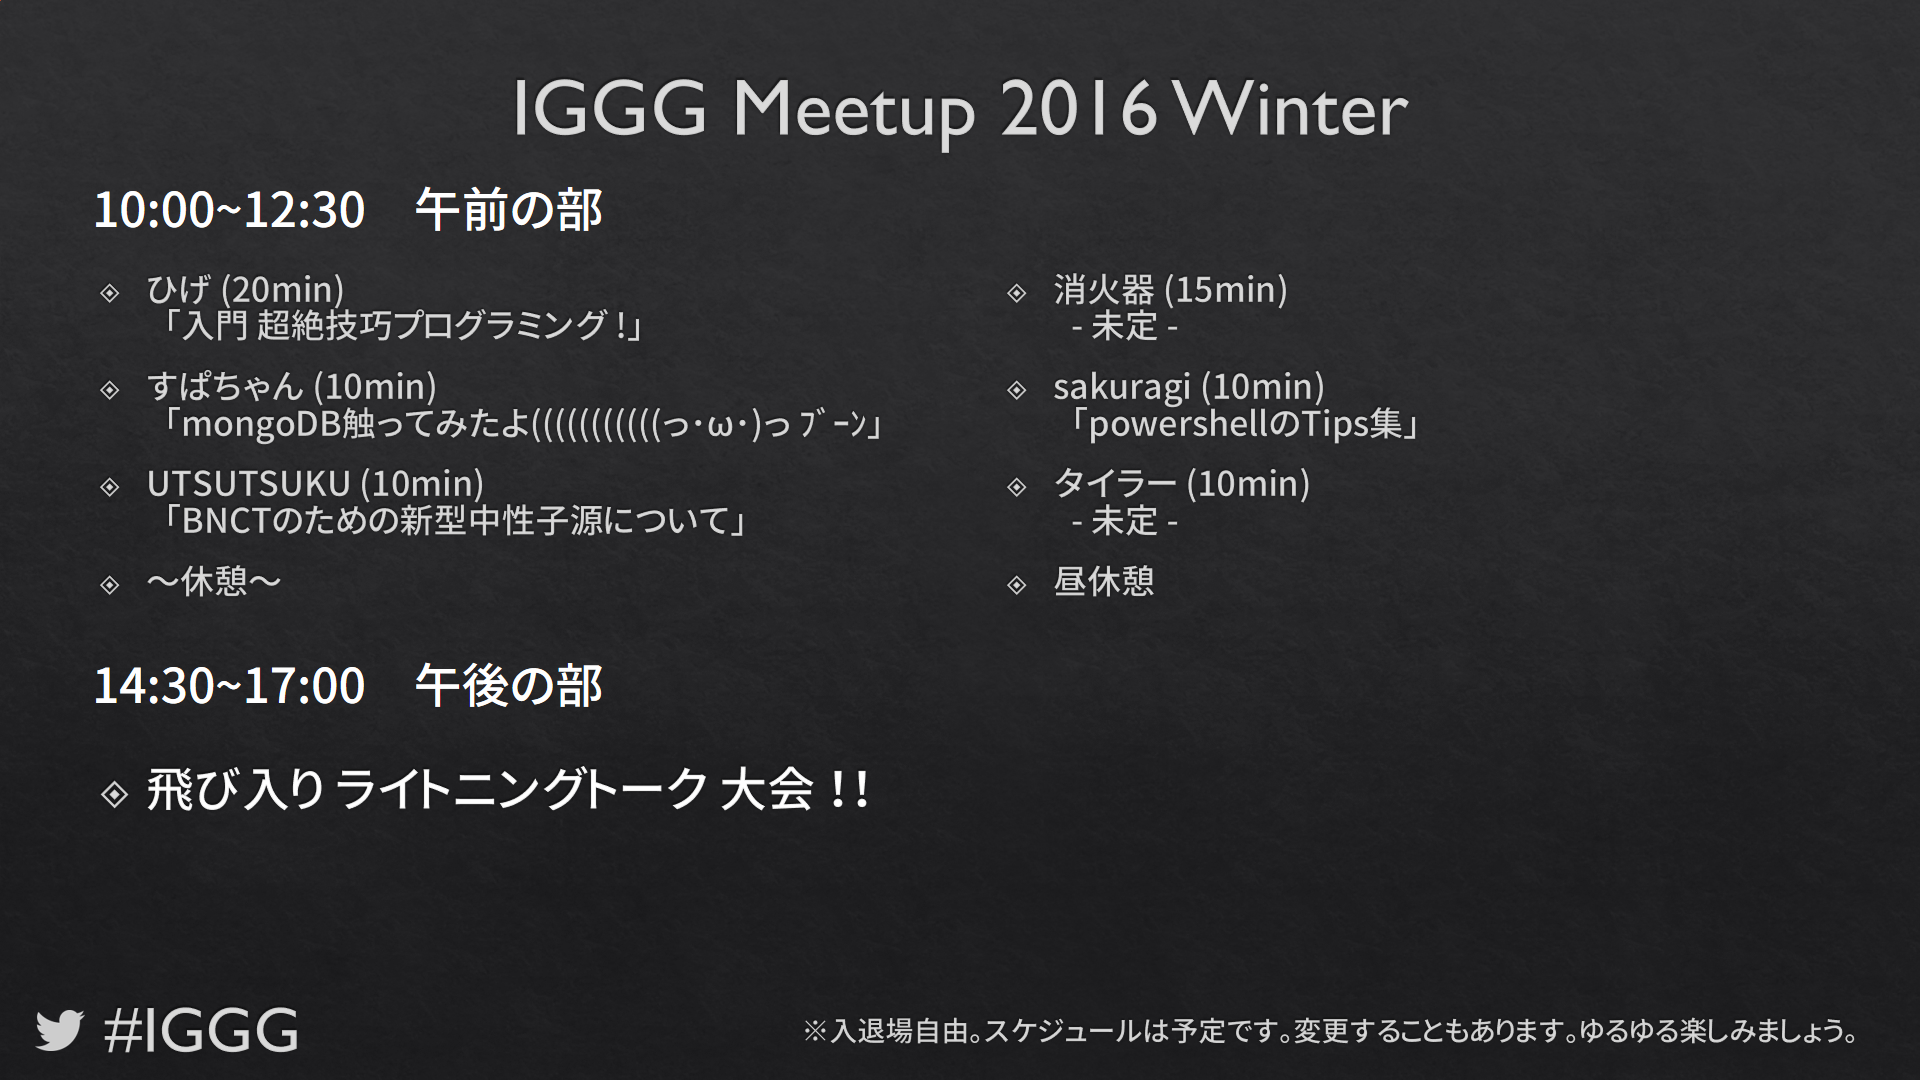 IGGG Meetup 2016 Winter
10:00~12:30　午前の部
ひげ (20min)
「入門 超絶技巧プログラミング !」
すぱちゃん (10min)
「mongoDB触ってみたよ(((((((((((っ･ω･)っ ﾌﾞｰﾝ」
UTSUTSUKU (10min)
「BNCTのための新型中性子源について」
～休憩～
消火器 (15min)
- 未定 -
sakuragi (10min)
「powershellのTips集」
タイラー (10min)
- 未定 -
昼休憩
14:30~17:00　午後の部
飛び入り ライトニングトーク 大会 ! !
#IGGG
※入退場自由。スケジュールは予定です。変更することもあります。ゆるゆる楽しみましょう。